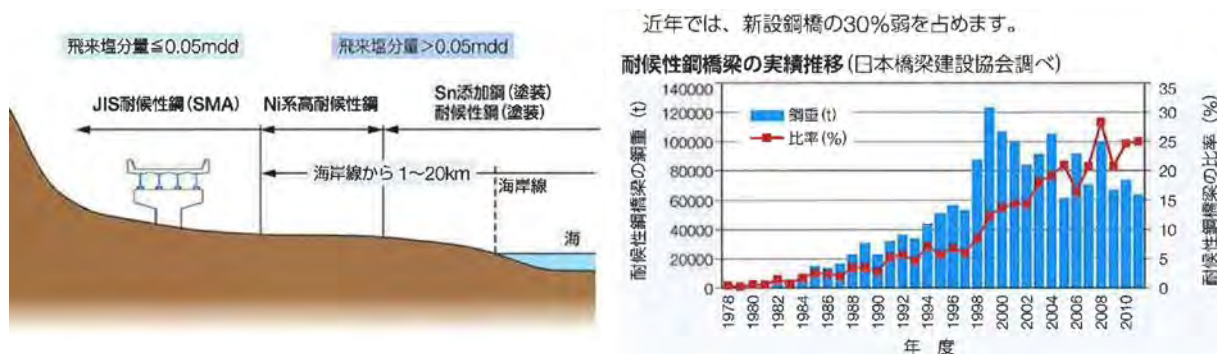 飛来塩分量≦0.05mdd
飛来塩分量>0.05mdd
JIS耐候性鋼(SMA)
Ni系高耐候性鋼
Sn添加鋼(塗装)
耐候性鋼(塗装)
海岸線から 1~20km
海岸線
海
近年では、新設鋼橋の30%弱を占めます。
耐候性鋼橋梁の実績推移(日本橋梁建設協会調べ)
耐候性鋼橋梁の鋼重(t)
140000
120000
100000
80000
60000
40000
20000
0
鋼重(t)
比率(%)
35
30
25
20
15
10
5
0
耐候性鋼橋梁の比率(%)
1978
1980
1982
1984
1986
1988
1990
1992
1994
1996
1998
2000
2002
2004
2006
2008
2010
年 度